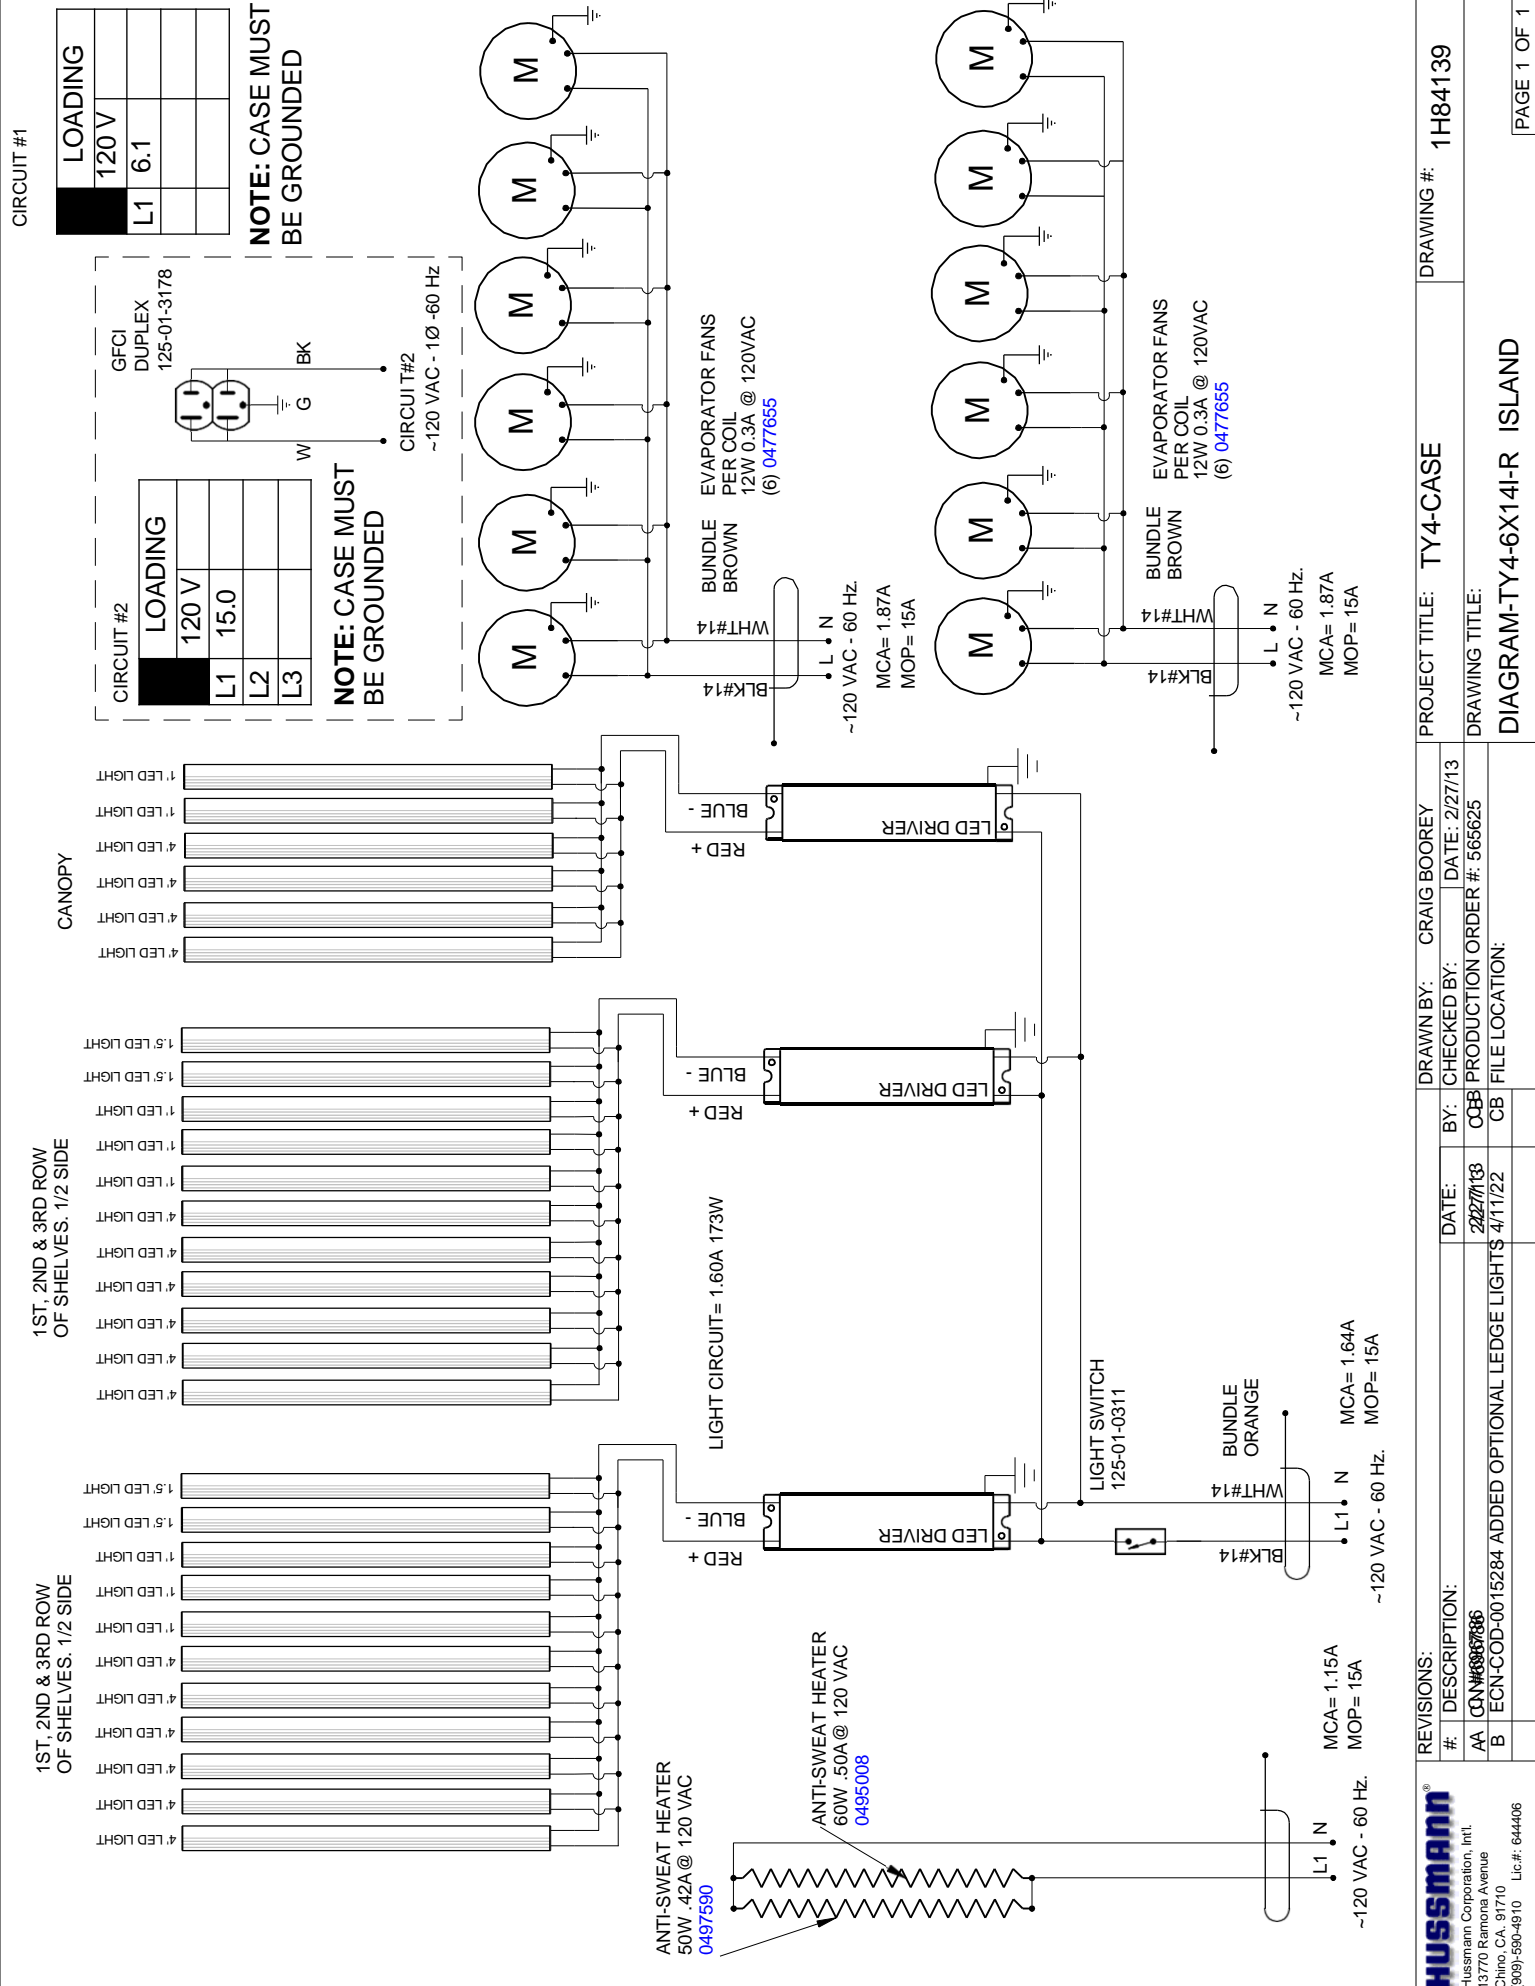 1ST, 2ND & 3RD ROW
OF SHELVES. 1/2 SIDE
4' LED LIGHT
4' LED LIGHT
4' LED LIGHT
4' LED LIGHT
4' LED LIGHT
4' LED LIGHT
1' LED LIGHT
1' LED LIGHT
1' LED LIGHT
1.5' LED LIGHT
1.5' LED LIGHT
1ST, 2ND & 3RD ROW
OF SHELVES. 1/2 SIDE
4' LED LIGHT
4' LED LIGHT
4' LED LIGHT
4' LED LIGHT
4' LED LIGHT
4' LED LIGHT
1' LED LIGHT
1' LED LIGHT
1' LED LIGHT
1.5' LED LIGHT
1.5' LED LIGHT
CANOPY
4' LED LIGHT
4' LED LIGHT
4' LED LIGHT
4' LED LIGHT
1' LED LIGHT
1' LED LIGHT
CIRCUIT #2
LOADING
120 V
L1 15.0
L2
L3
NOTE: CASE MUST
BE GROUNDED
GFCI
DUPLEX
125-01-3178
W G BK
CIRCUIT#2
~120 VAC - 1Ø -60 Hz
CIRCUIT #1
LOADING
120 V
L1 6.1
NOTE: CASE MUST
BE GROUNDED
M M M M M M
BUNDLE
BROWN
EVAPORATOR FANS
PER COIL
12W 0.3A @ 120VAC
(6) 0477655
BLK#14
WHT#14
L N
~120 VAC - 60 Hz.
MCA= 1.87A
MOP= 15A
M M M M M M
BUNDLE
BROWN
EVAPORATOR FANS
PER COIL
12W 0.3A @ 120VAC
(6) 0477655
BLK#14
WHT#14
L N
~120 VAC - 60 Hz.
MCA= 1.87A
MOP= 15A
RED +
BLUE -
LED DRIVER
RED +
BLUE -
LED DRIVER
RED +
BLUE -
LED DRIVER
LIGHT CIRCUIT= 1.60A 173W
LIGHT SWITCH
125-01-0311
BUNDLE
ORANGE
BLK#14
WHT#14
L1 N
~120 VAC - 60 Hz.
MCA= 1.64A
MOP= 15A
ANTI-SWEAT HEATER
50W .42A@ 120 VAC
0497590
ANTI-SWEAT HEATER
60W .50A@ 120 VAC
0495008
L1 N
~120 VAC - 60 Hz.
MCA= 1.15A
MOP= 15A
HUSSMANN®
Hussmann Corporation, Int'l.
13770 Ramona Avenue
Chino, CA. 91710
(909)-590-4910 Lic.#: 644406
REVISIONS:
#: DESCRIPTION: DATE: BY:
B ECN-COD-0015284 ADDED OPTIONAL LEDGE LIGHTS 4/11/22 CB
DRAWN BY: CRAIG BOOREY
CHECKED BY: DATE: 2/27/13
PRODUCTION ORDER #: 565625
FILE LOCATION:
PROJECT TITLE: TY4-CASE
DRAWING TITLE:
DIAGRAM-TY4-6X14I-R ISLAND
DRAWING #: 1H84139
PAGE 1 OF 1